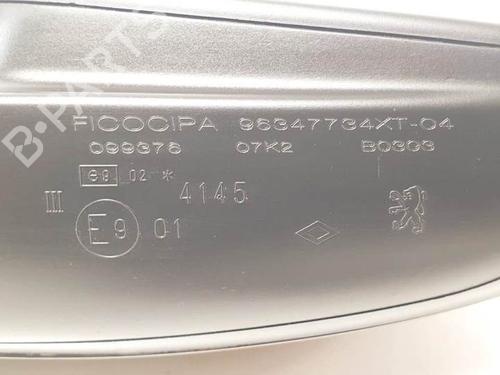 B-PARTS
FICOCIPA 96347734XT-04
099376 07K2 B0303
e9 02 *
III 4145
E9 01